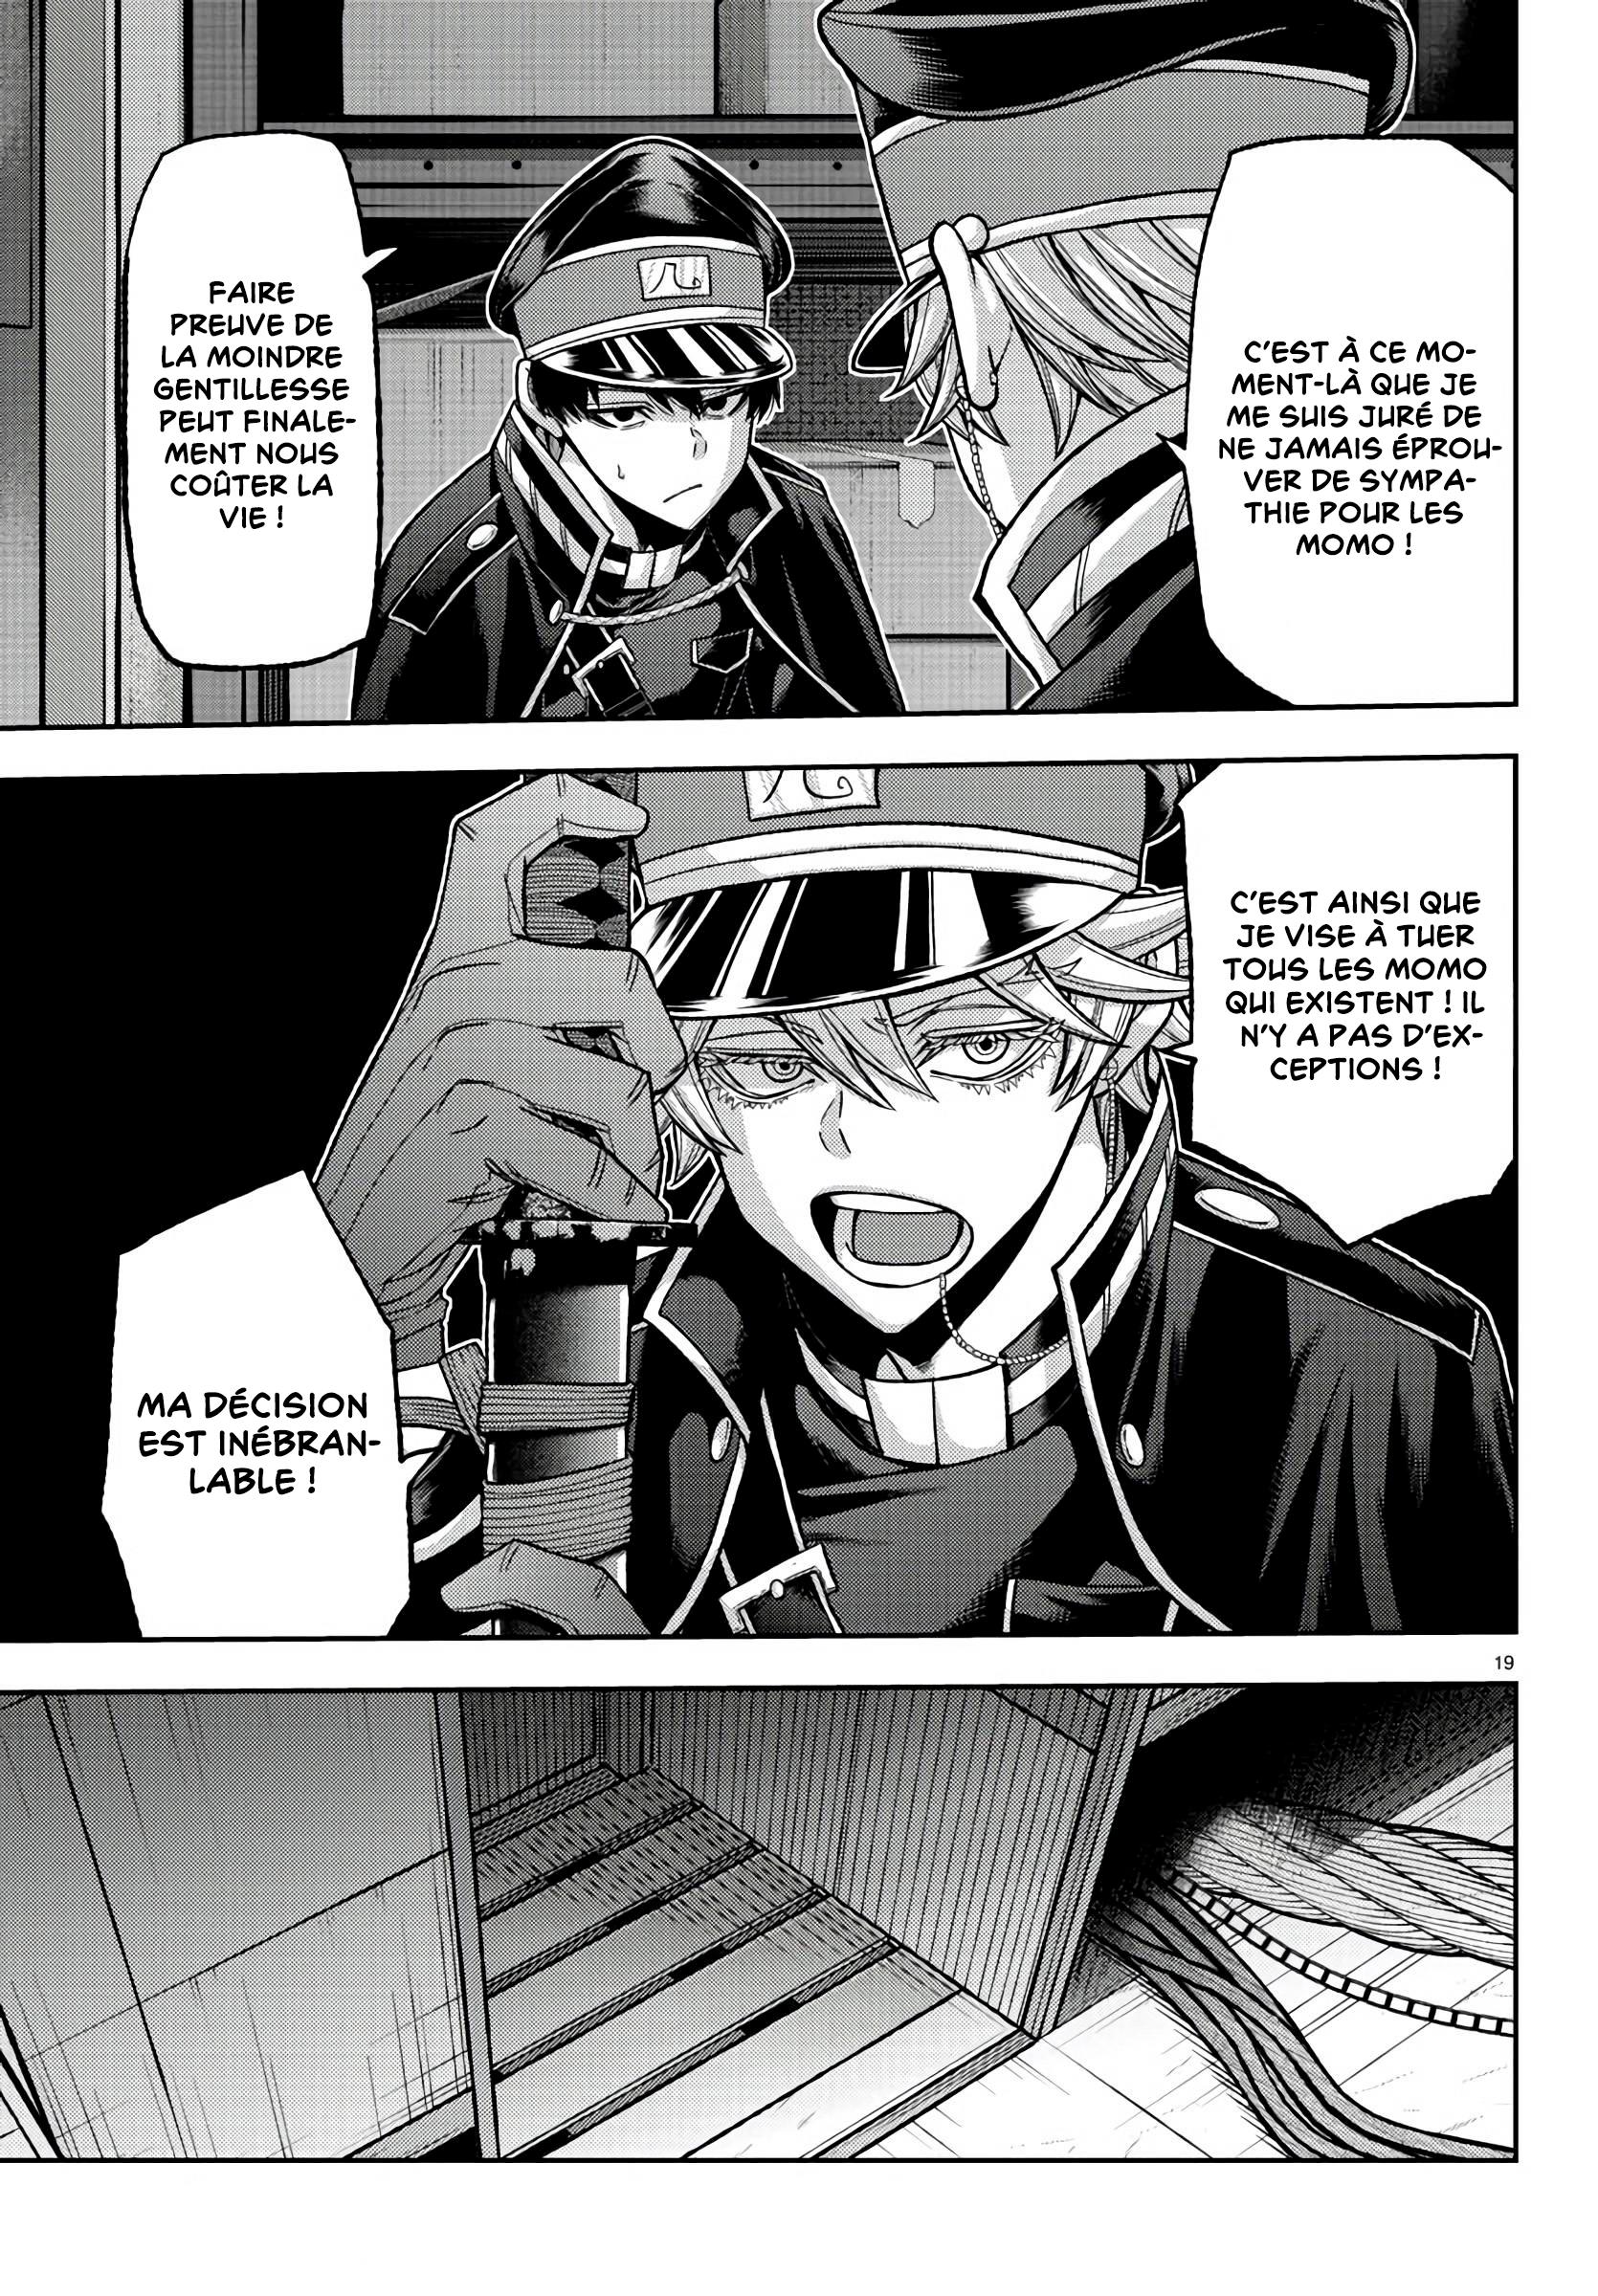 C'EST À CE MO-
MENT-LÀ QUE JE
ME SUIS JURÉ DE
NE JAMAIS ÉPROU-
VER DE SYMPA-
THIE POUR LES
MOMO !
FAIRE
PREUVE DE
LA MOINDRE
GENTILLESSE
PEUT FINALE-
MENT NOUS
COÛTER LA
VIE !
C'EST AINSI QUE
JE VISE À TUER
TOUS LES MOMO
QUI EXISTENT ! IL
N'Y A PAS D'EX-
CEPTIONS !
MA DÉCISION
EST INÉBRAN-
LABLE !
19